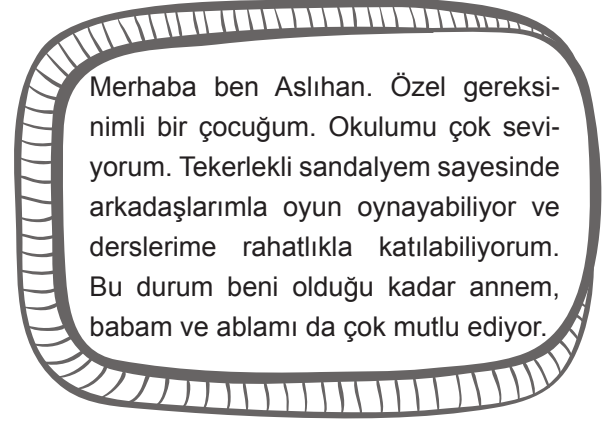 Merhaba ben Aslıhan. Özel gereksi-
nimli bir çocuğum. Okulumu çok sevi-
yorum. Tekerlekli sandalyem sayesinde
arkadaşlarımla oyun oynayabiliyor ve
derslerime rahatlıkla katılabiliyorum.
Bu durum beni olduğu kadar annem,
babam ve ablamı da çok mutlu ediyor.